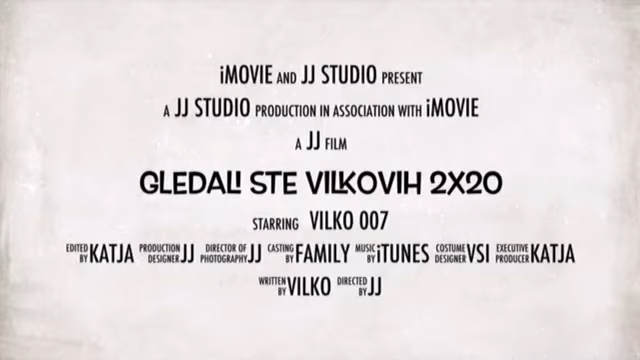 iMOVIE AND JJ STUDIO PRESENT
A JJ STUDIO PRODUCTION IN ASSOCIATION WITH iMOVIE
A JJ FILM
GLEDALI STE VILKOVIH 2X20
STARRING VILKO 007
EDITED BY KATJA PRODUCTION DESIGNER JJ DIRECTOR OF PHOTOGRAPHY JJ CASTING BY FAMILY MUSIC BY iTUNES COSTUME DESIGNER VSI EXECUTIVE PRODUCER KATJA
WRITTEN BY VILKO DIRECTED BY JJ